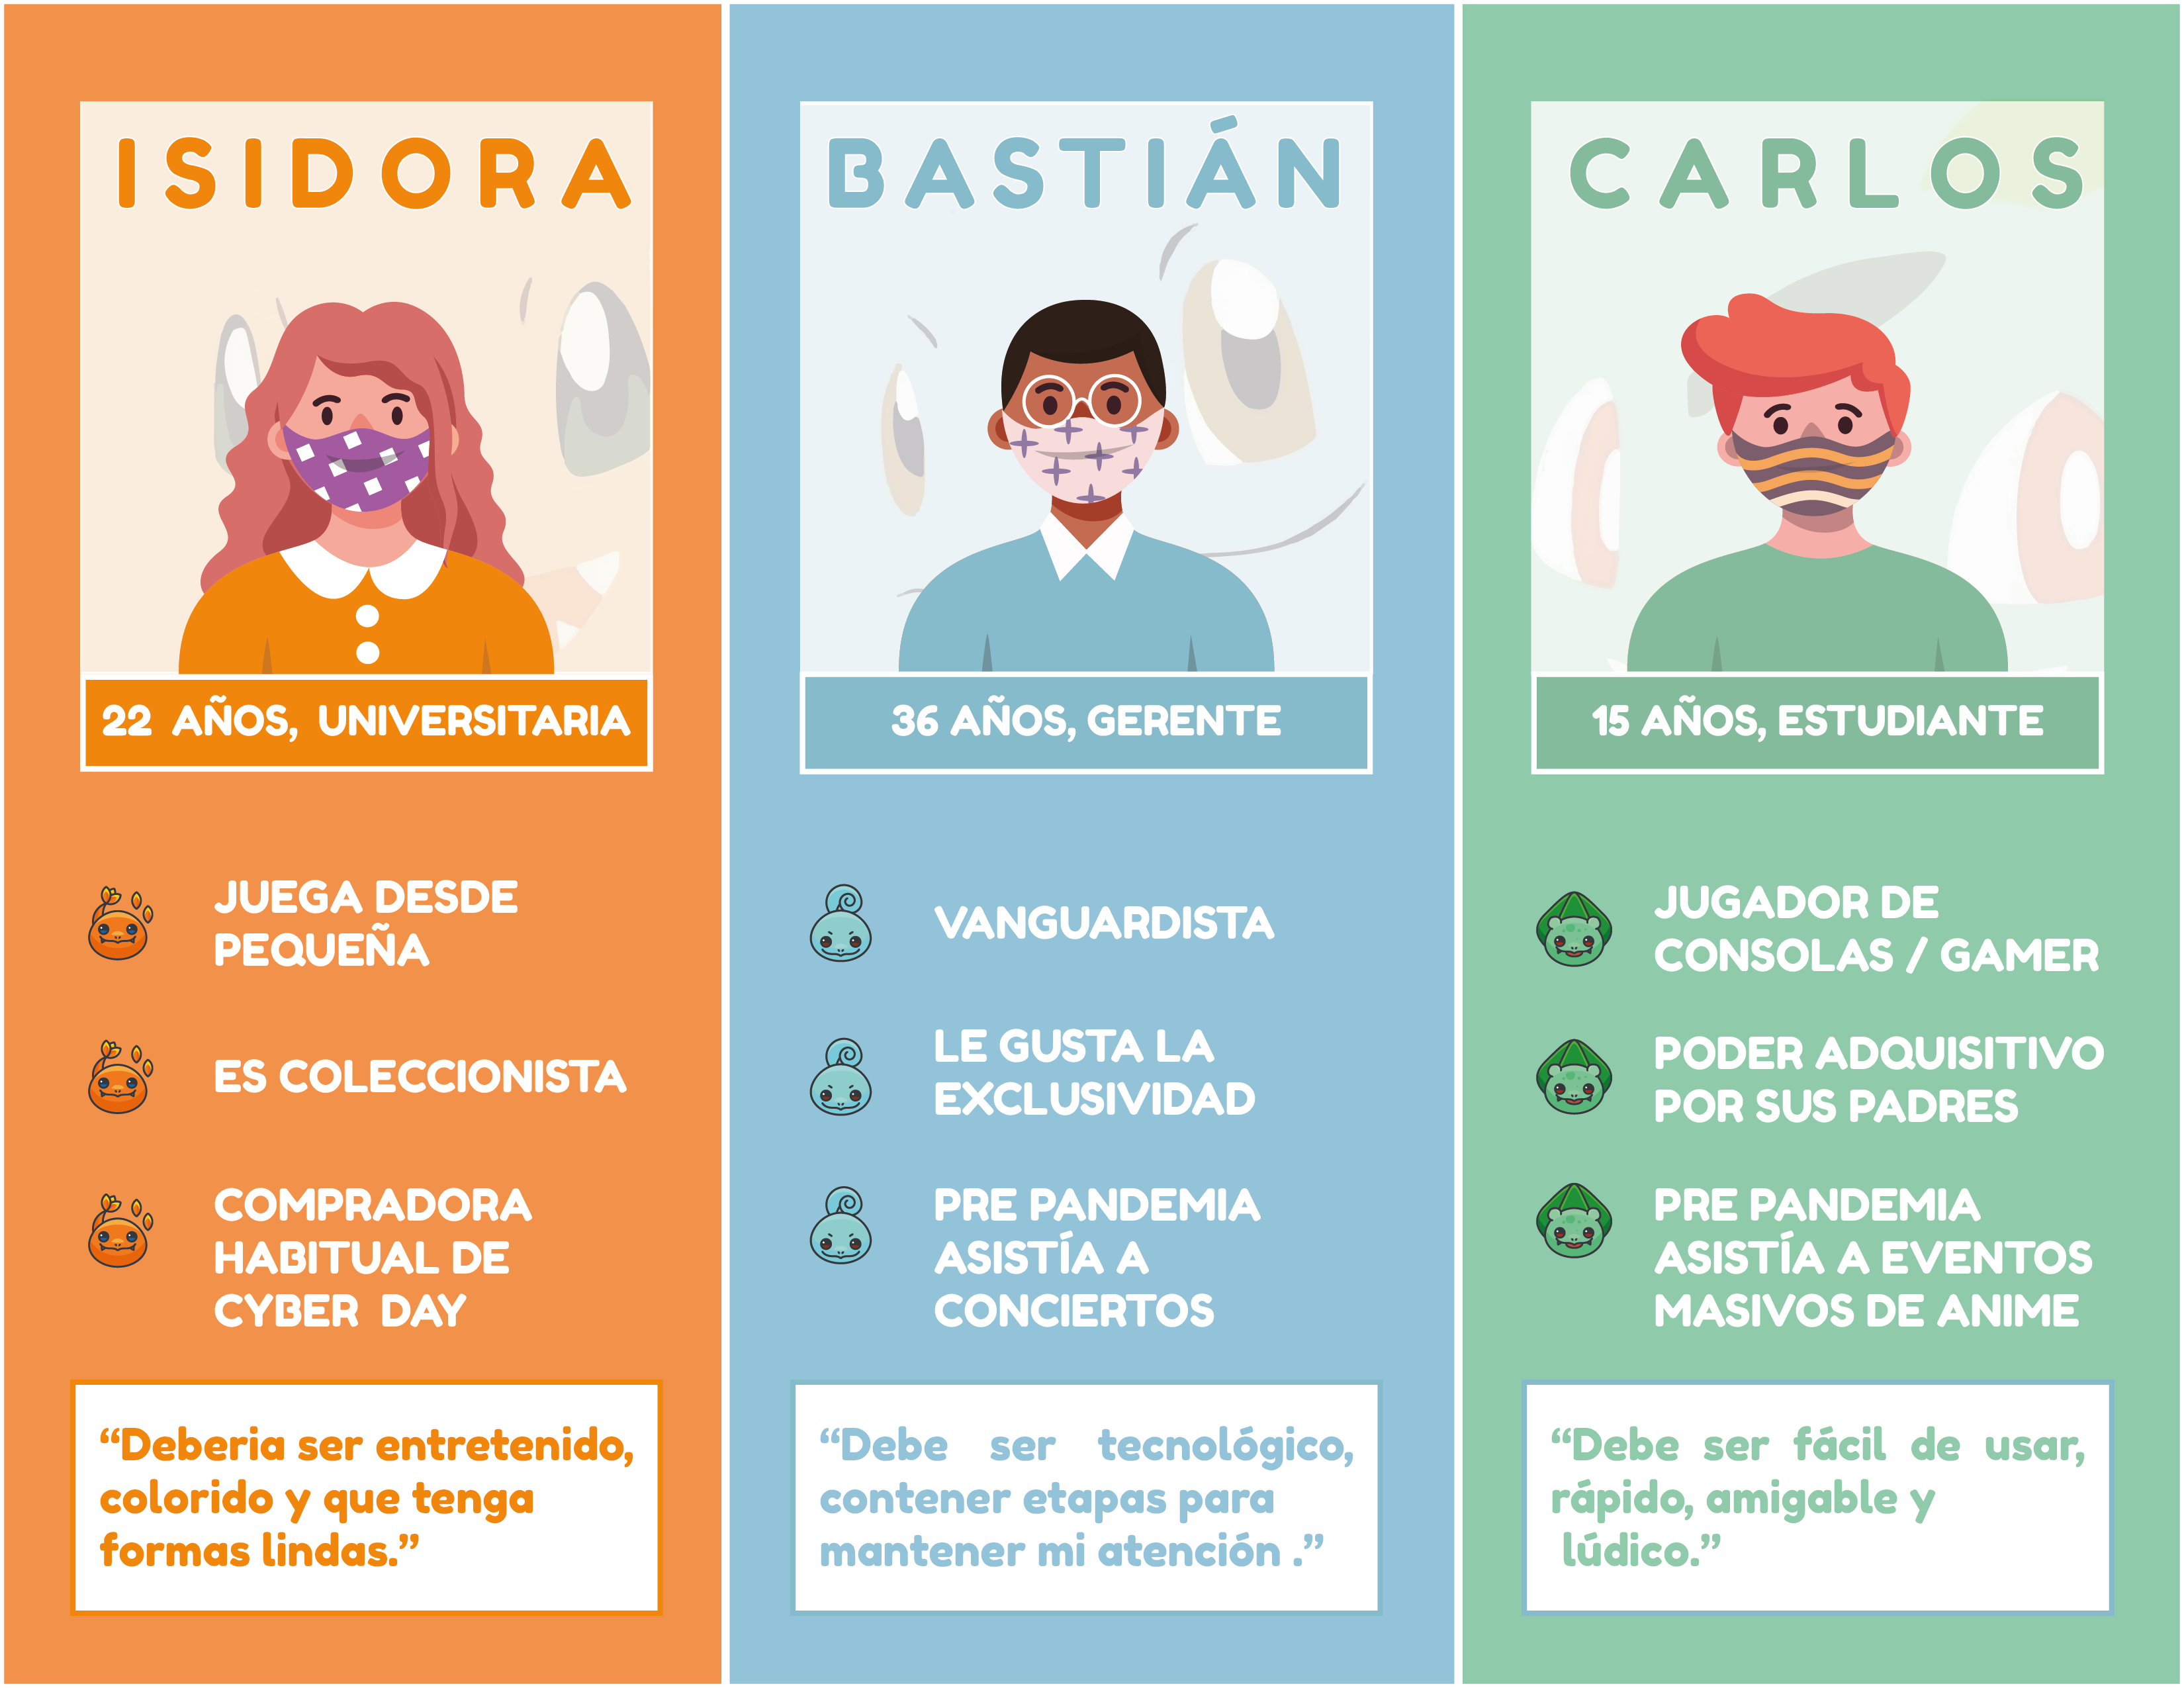 ISIDORA
22 AÑOS, UNIVERSITARIA
JUEGA DESDE
PEQUEÑA
ES COLECCIONISTA
COMPRADORA
HABITUAL DE
CYBER DAY
“Deberia ser entretenido,
colorido y que tenga
formas lindas.”
BASTIÁN
36 AÑOS, GERENTE
VANGUARDISTA
LE GUSTA LA
EXCLUSIVIDAD
PRE PANDEMIA
ASISTÍA A
CONCIERTOS
“Debe ser tecnológico,
contener etapas para
mantener mi atención .”
CARLOS
15 AÑOS, ESTUDIANTE
JUGADOR DE
CONSOLAS / GAMER
PODER ADQUISITIVO
POR SUS PADRES
PRE PANDEMIA
ASISTÍA A EVENTOS
MASIVOS DE ANIME
“Debe ser fácil de usar,
rápido, amigable y
lúdico.”